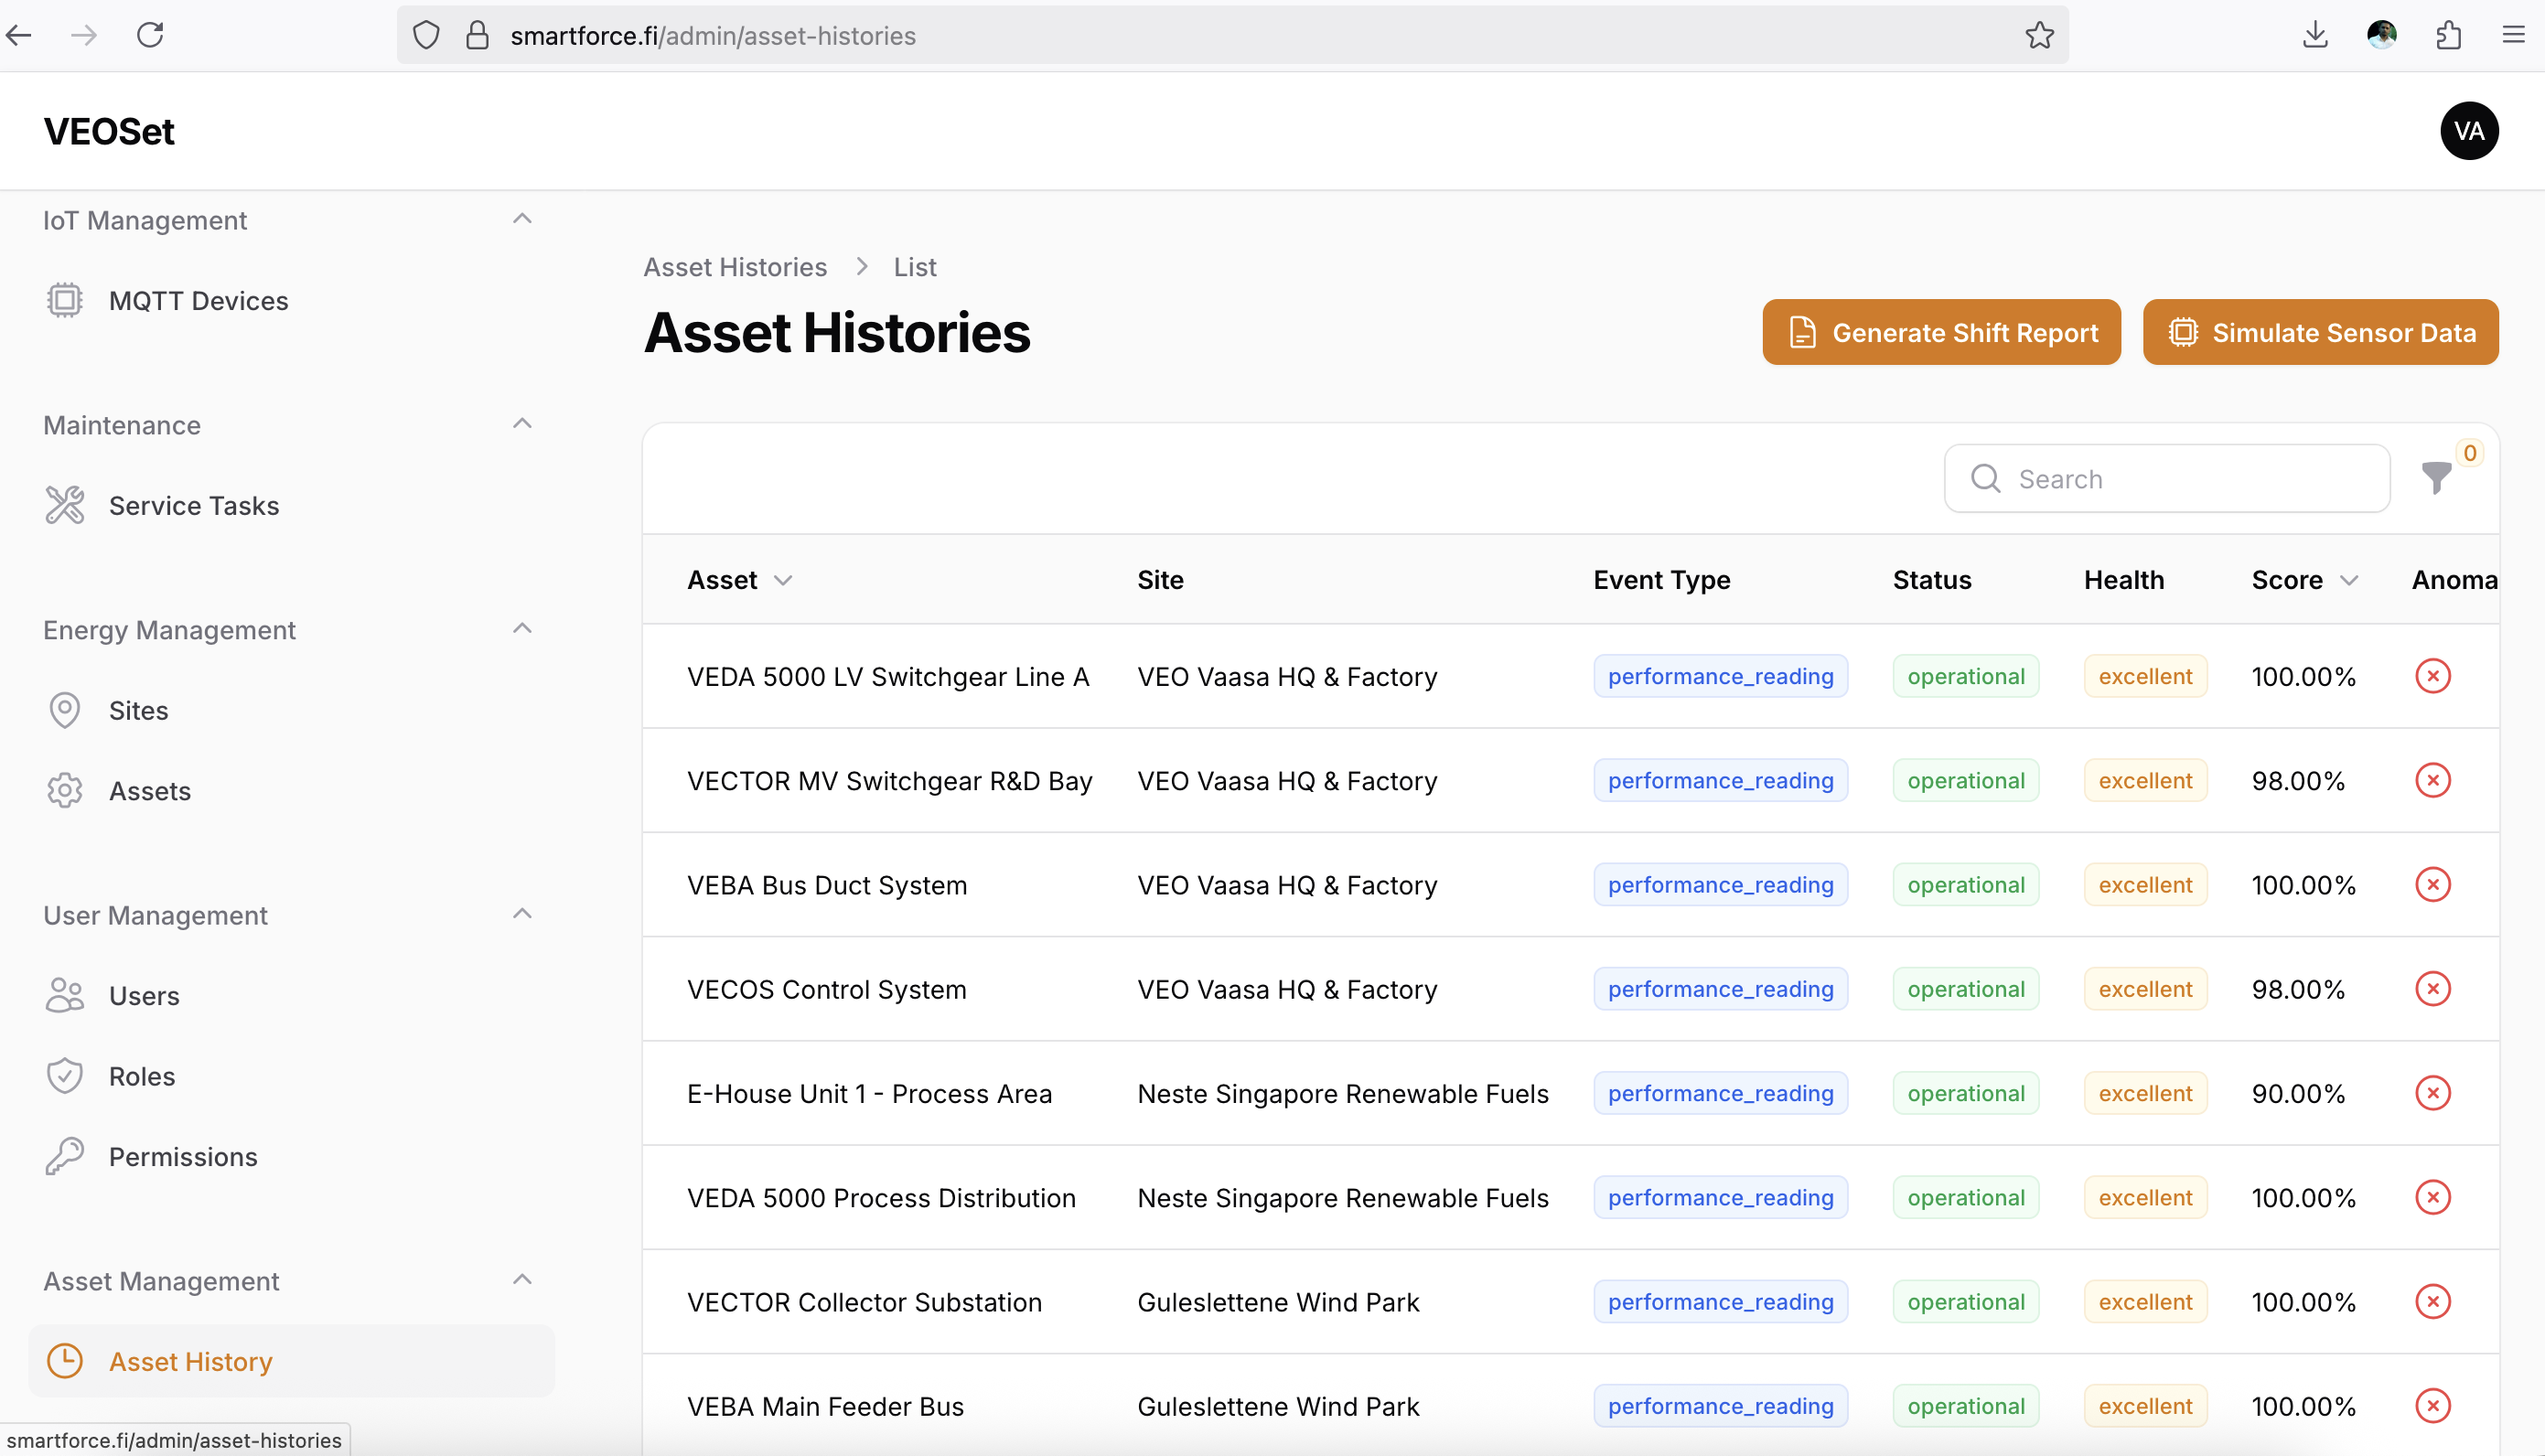 smartforce.fi/admin/asset-histories
VEOSet
VA
IoT Management
MQTT Devices
Maintenance
Service Tasks
Energy Management
Sites
Assets
User Management
Users
Roles
Permissions
Asset Management
Asset History
smartforce.fi/admin/asset-histories
Asset Histories > List
Asset Histories
Generate Shift Report
Simulate Sensor Data
Search
0
Asset Site Event Type Status Health Score Anoma
VEDA 5000 LV Switchgear Line A VEO Vaasa HQ & Factory performance_reading operational excellent 100.00%
VECTOR MV Switchgear R&D Bay VEO Vaasa HQ & Factory performance_reading operational excellent 98.00%
VEBA Bus Duct System VEO Vaasa HQ & Factory performance_reading operational excellent 100.00%
VECOS Control System VEO Vaasa HQ & Factory performance_reading operational excellent 98.00%
E-House Unit 1 - Process Area Neste Singapore Renewable Fuels performance_reading operational excellent 90.00%
VEDA 5000 Process Distribution Neste Singapore Renewable Fuels performance_reading operational excellent 100.00%
VECTOR Collector Substation Guleslettene Wind Park performance_reading operational excellent 100.00%
VEBA Main Feeder Bus Guleslettene Wind Park performance_reading operational excellent 100.00%